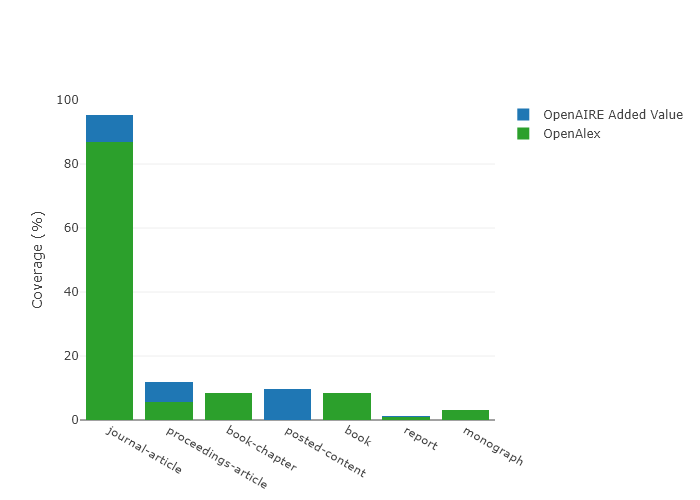 100
80
60
40
20
0
Coverage (%)
journal-article
proceedings-article
book-chapter
posted-content
book
report
monograph
OpenAIRE Added Value
OpenAlex